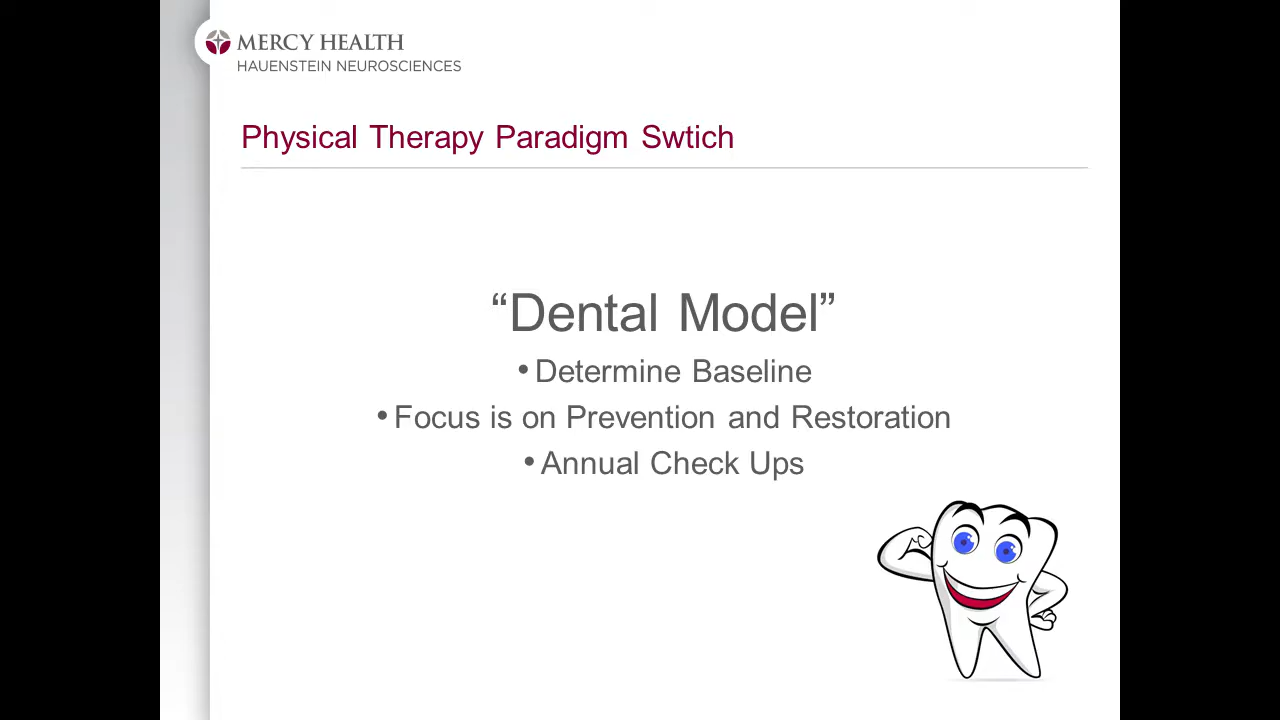 MERCY HEALTH
HAUENSTEIN NEUROSCIENCES
Physical Therapy Paradigm Swtich
“Dental Model”
•Determine Baseline
•Focus is on Prevention and Restoration
•Annual Check Ups